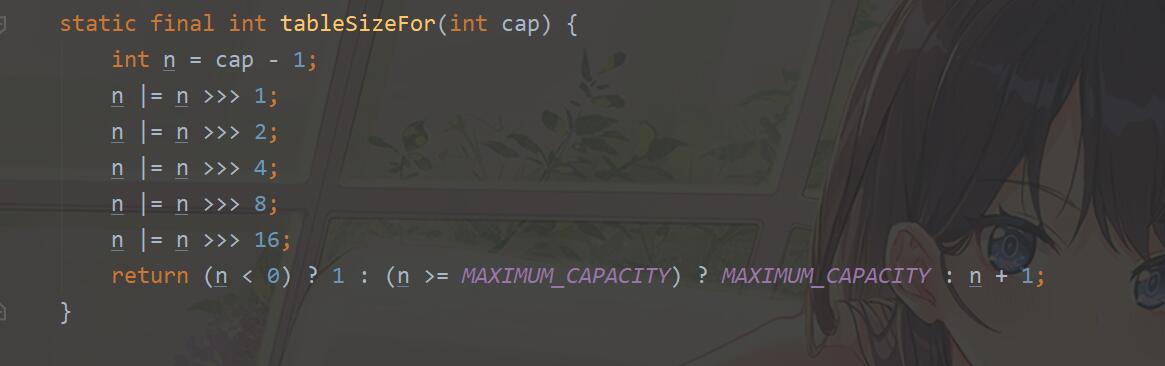 static final int tableSizeFor(int cap) {
int n = cap - 1;
n |= n >>> 1;
n |= n >>> 2;
n |= n >>> 4;
n |= n >>> 8;
n |= n >>> 16;
return (n < 0) ? 1 : (n >= MAXIMUM_CAPACITY) ? MAXIMUM_CAPACITY : n + 1;
}